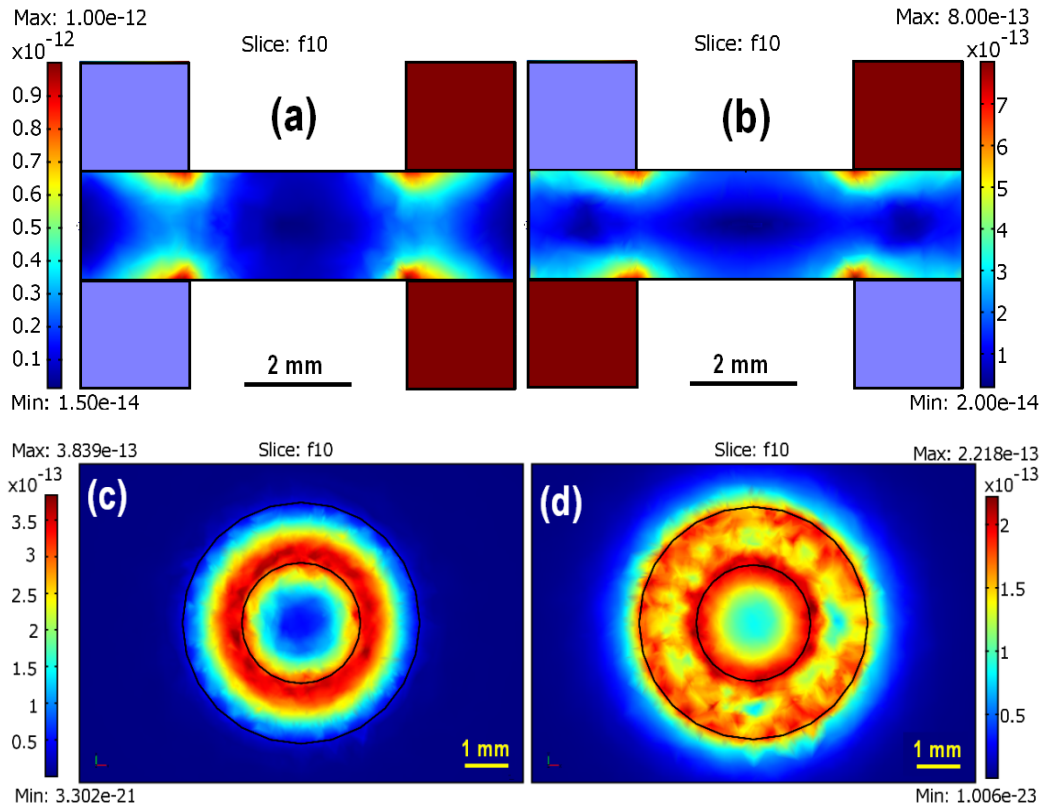 Max: 1.00e-12
x10-12
Slice: f10
(a)
0.9
0.8
0.7
0.6
0.5
0.4
0.3
0.2
0.1
2 mm
Min: 1.50e-14
Max: 8.00e-13
x10-13
Slice: f10
(b)
7
6
5
4
3
2
1
2 mm
Min: 2.00e-14
Max: 3.839e-13
x10-13
Slice: f10
(c)
3.5
3
2.5
2
1.5
1
0.5
1 mm
Min: 3.302e-21
Max: 2.218e-13
x10-13
Slice: f10
(d)
2
1.5
1
0.5
1 mm
Min: 1.006e-23